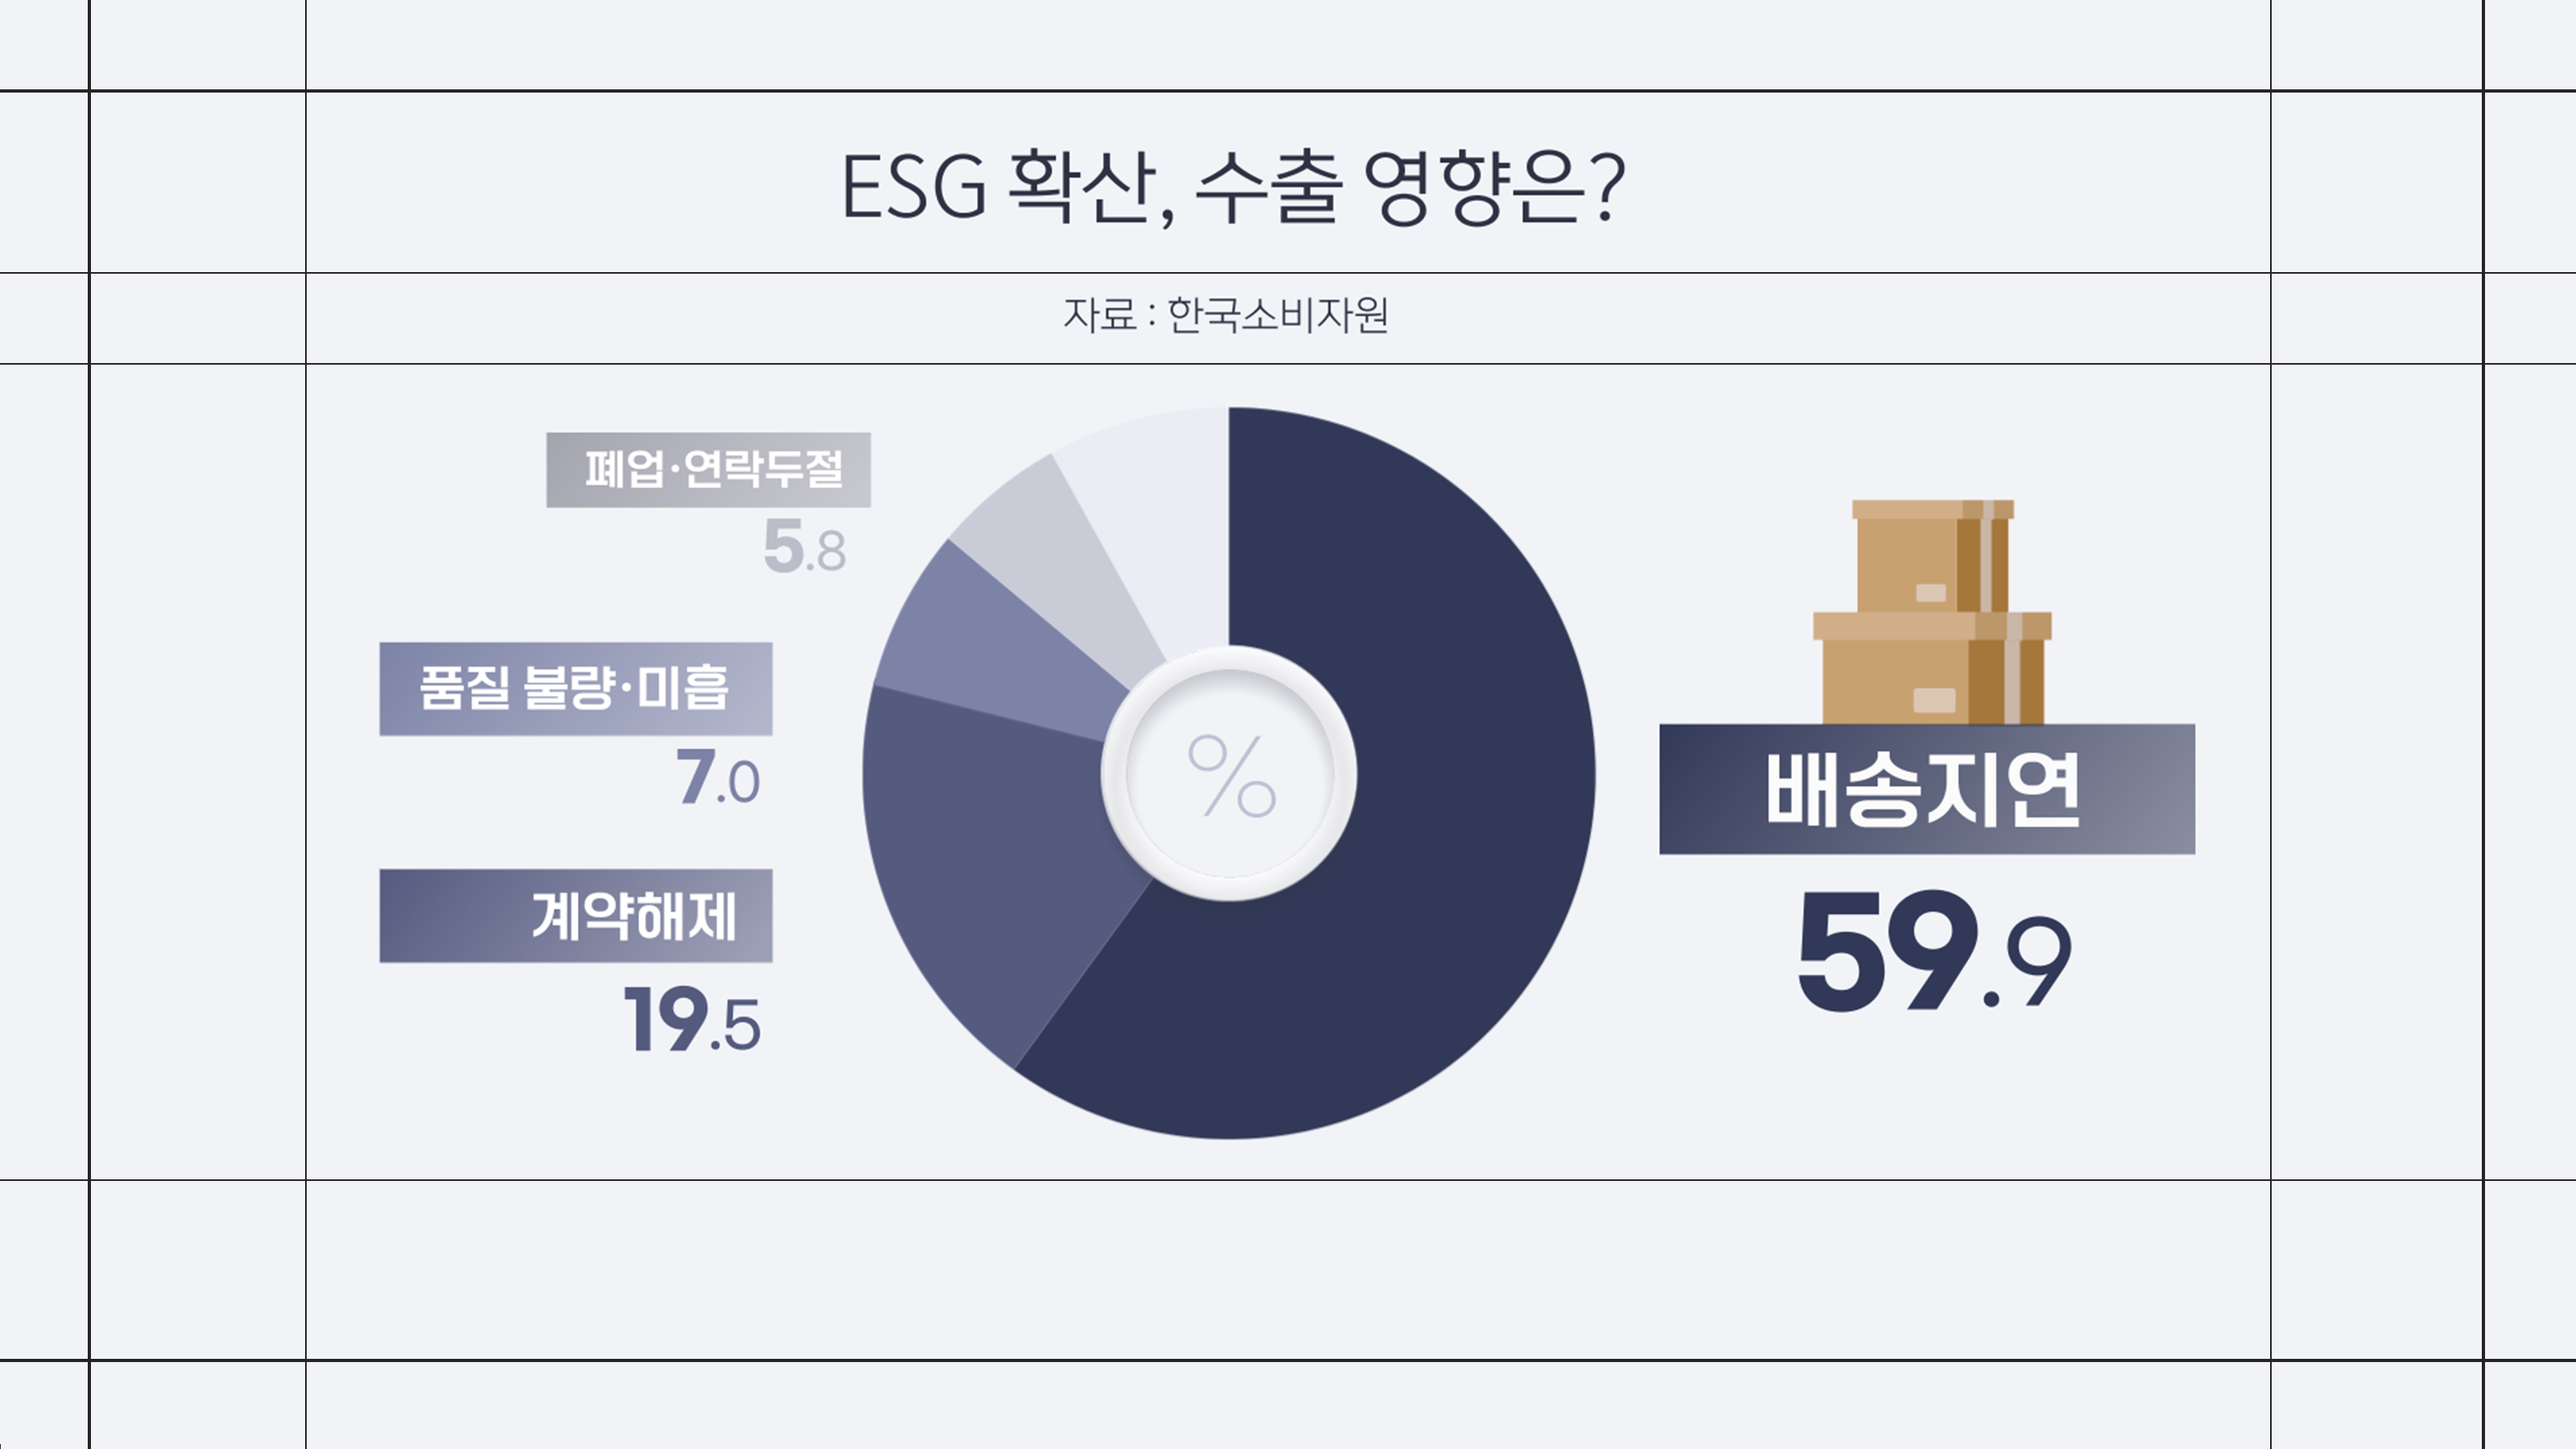 ESG 확산, 수출 영향은?
자료 : 한국소비자원
폐업·연락두절
5.8
품질 불량·미흡
7.0
계약해제
19.5
%
배송지연
59.9